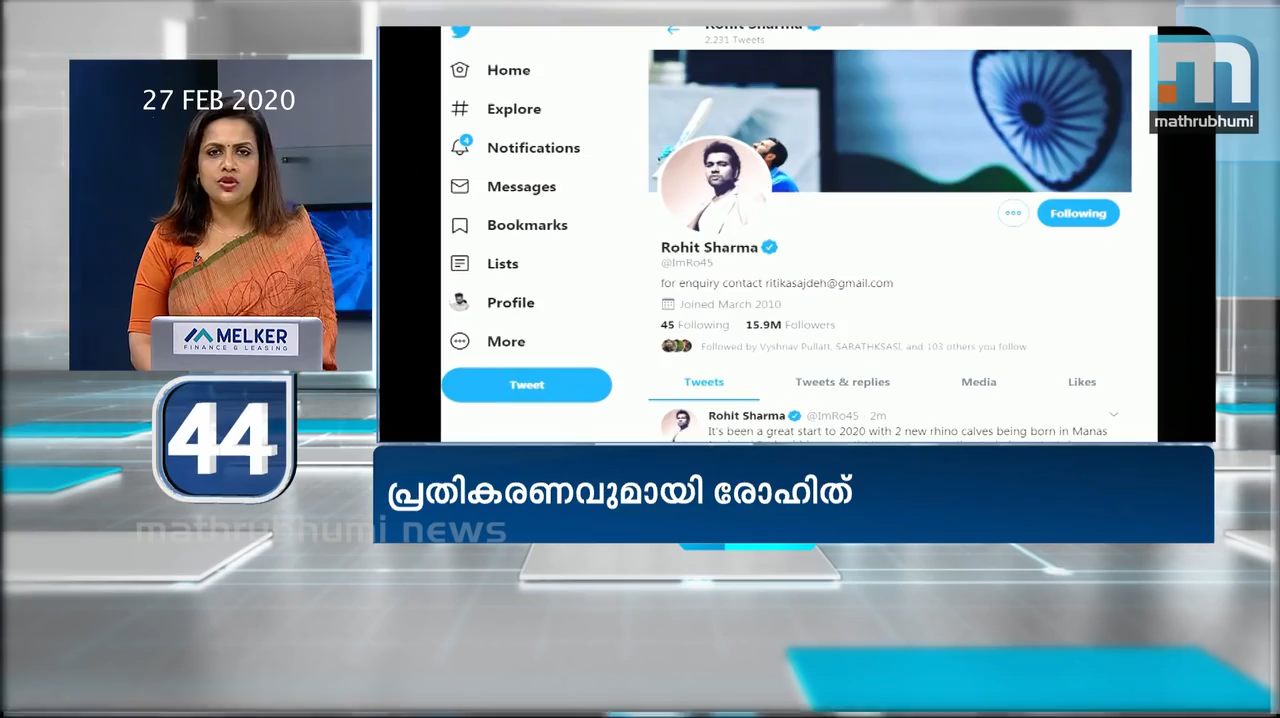 27 FEB 2020
MELKER
FINANCE & LEASING
44
Home
Explore
4
Notifications
Messages
Bookmarks
Lists
Profile
More
Tweet
Rohit Sharma
2,231 Tweets
Following
Rohit Sharma
@ImRo45
for enquiry contact ritikasajdeh@gmail.com
Joined March 2010
45 Following 15.9M Followers
Followed by Vyshnav Pullatt, SARATHKSASI, and 103 others you follow
Tweets Tweets & replies Media Likes
Rohit Sharma @ImRo45 · 2m
It's been a great start to 2020 with 2 new rhino calves being born in Manas
m
mathrubhumi
പ്രതികരണവുമായി രോഹിത്
mathrubhumi news